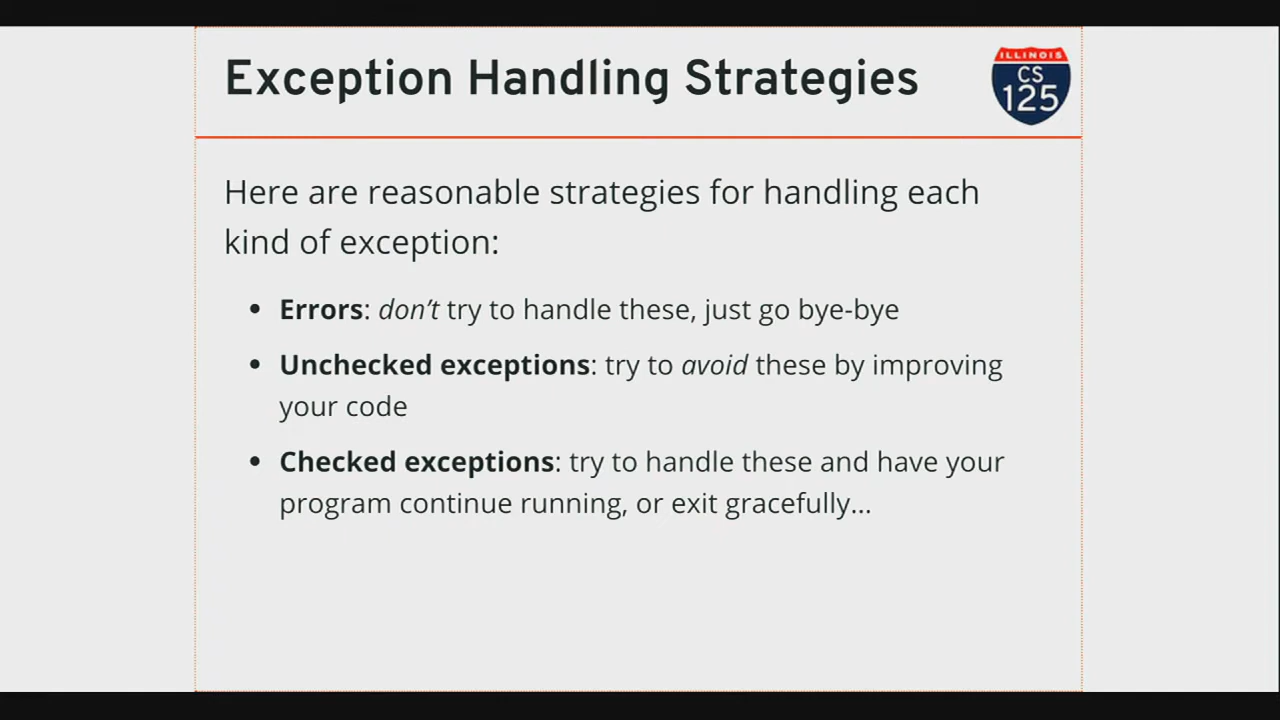 Exception Handling Strategies
ILLINOIS
CS
125
Here are reasonable strategies for handling each
kind of exception:
• Errors: don't try to handle these, just go bye-bye
• Unchecked exceptions: try to avoid these by improving
your code
• Checked exceptions: try to handle these and have your
program continue running, or exit gracefully...